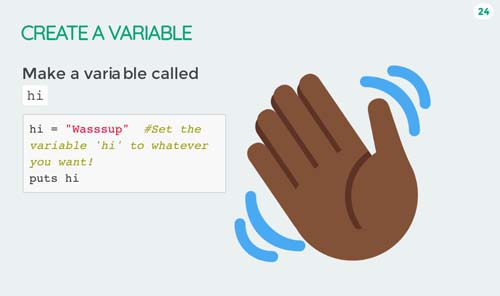 24
CREATE A VARIABLE
Make a variable called
hi
hi = "Wasssup"  #Set the
variable 'hi' to whatever
you want!
puts hi